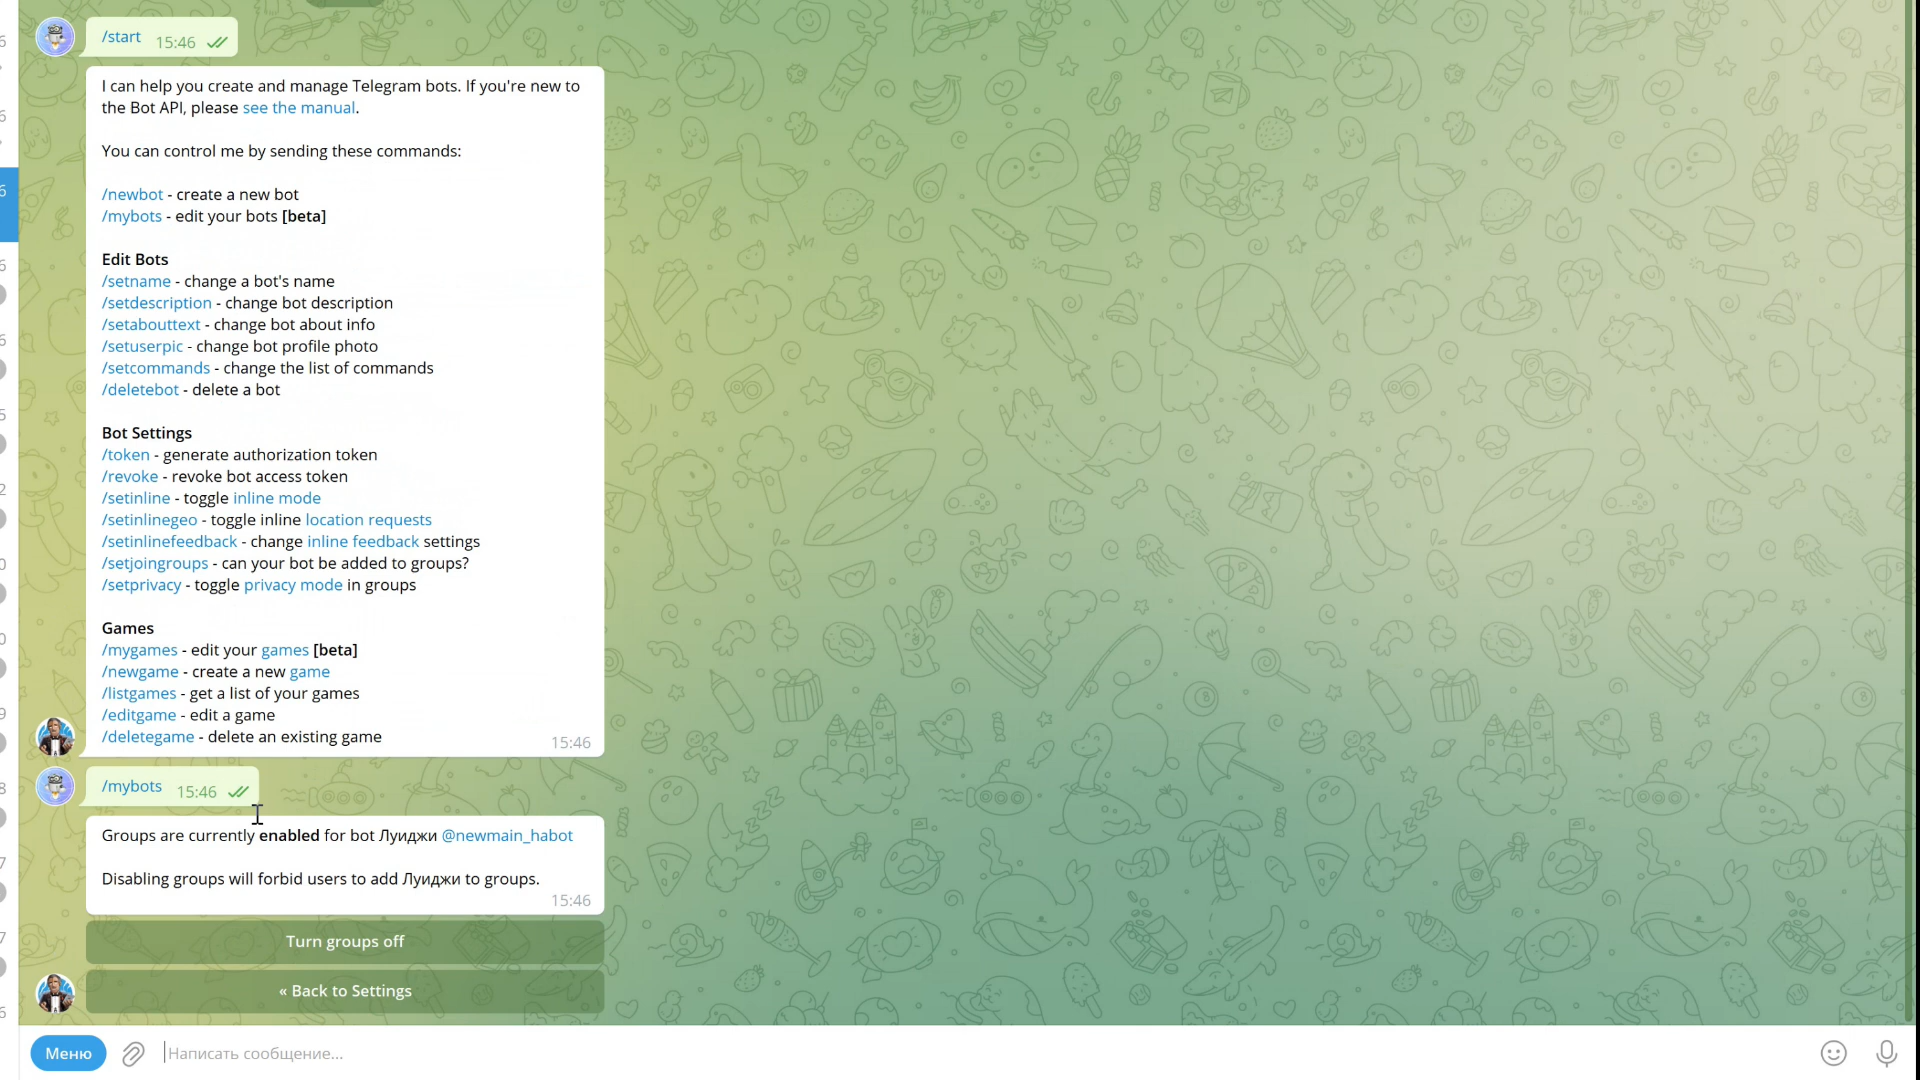 /start 15:46
I can help you create and manage Telegram bots. If you're new to
the Bot API, please see the manual.
You can control me by sending these commands:
/newbot - create a new bot
/mybots - edit your bots [beta]
Edit Bots
/setname - change a bot's name
/setdescription - change bot description
/setabouttext - change bot about info
/setuserpic - change bot profile photo
/setcommands - change the list of commands
/deletebot - delete a bot
Bot Settings
/token - generate authorization token
/revoke - revoke bot access token
/setinline - toggle inline mode
/setinlinegeo - toggle inline location requests
/setinlinefeedback - change inline feedback settings
/setjoingroups - can your bot be added to groups?
/setprivacy - toggle privacy mode in groups
Games
/mygames - edit your games [beta]
/newgame - create a new game
/listgames - get a list of your games
/editgame - edit a game
/deletegame - delete an existing game
15:46
/mybots 15:46
Groups are currently enabled for bot Луиджи @newmain_habot
Disabling groups will forbid users to add Луиджи to groups.
15:46
Turn groups off
« Back to Settings
Меню
Написать сообщение...